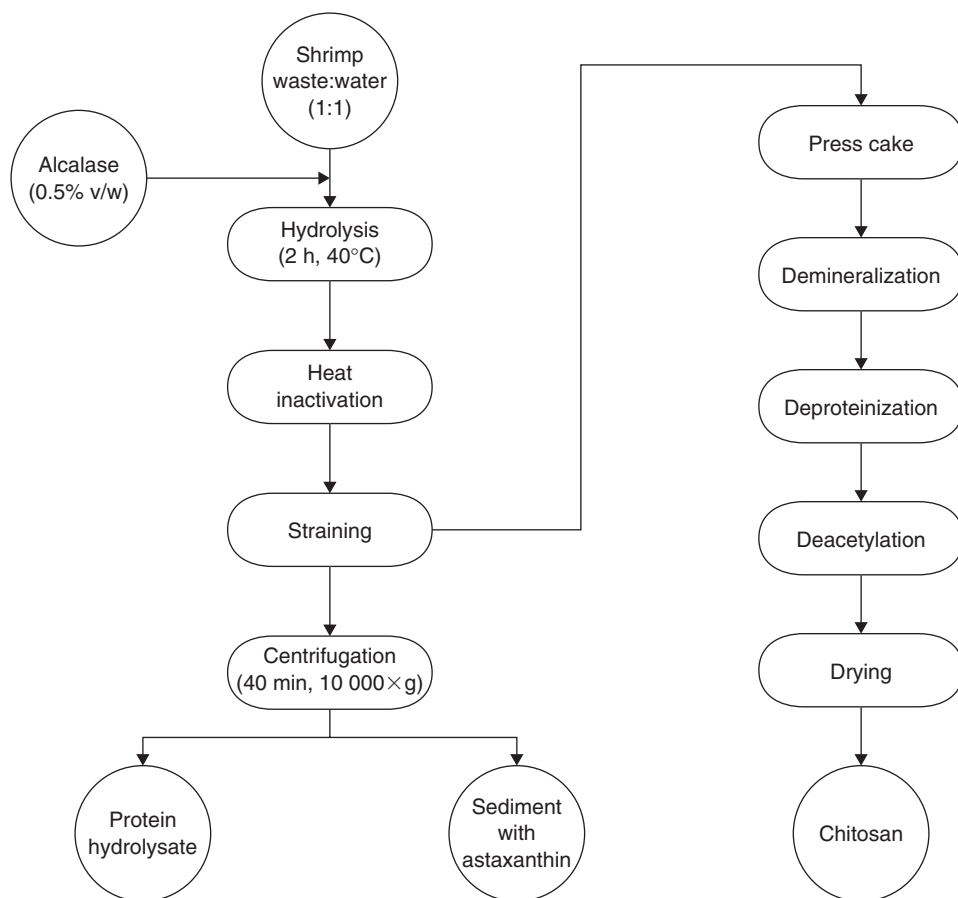 Shrimp
waste:water
(1:1)
Alcalase
(0.5% v/w)
Hydrolysis
(2 h, 40°C)
Heat
inactivation
Straining
Centrifugation
(40 min, 10 000×g)
Protein
hydrolysate
Sediment
with
astaxanthin
Press cake
Demineralization
Deproteinization
Deacetylation
Drying
Chitosan